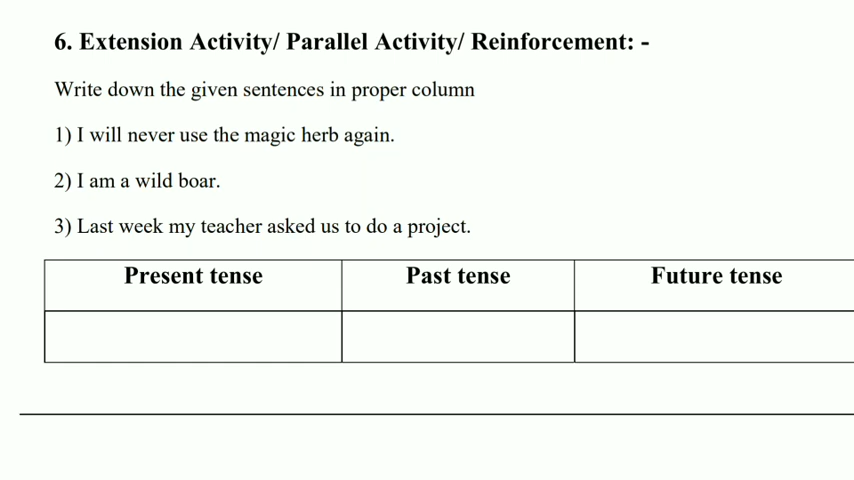 6. Extension Activity/ Parallel Activity/ Reinforcement: -
Write down the given sentences in proper column
1) I will never use the magic herb again.
2) I am a wild boar.
3) Last week my teacher asked us to do a project.
Present tense Past tense Future tense